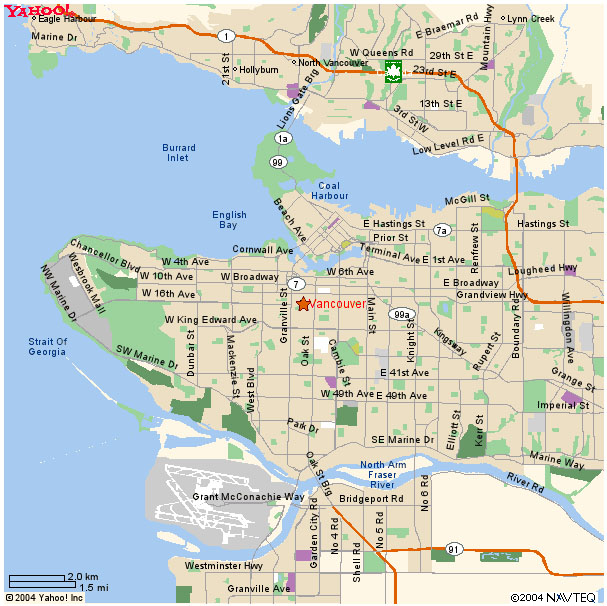 YAHOO!
Eagle Harbour
Marine Dr
1
21st St
Hollyburn
North Vancouver
W Queens Rd
E Braemar Rd
Lynn Creek
Mountain Hwy
29th St E
23rd St E
13th St E
3rd St W
Low Level Rd E
Lions Gate Brg
1a
99
Burrard
Inlet
Coal
Harbour
English
Bay
Beach Ave
McGill St
E Hastings St
Hastings St
Prior St
7a
Terminal Ave
E 1st Ave
Renfrew St
Lougheed Hwy
Cornwall Ave
Chancellor Blvd
W 4th Ave
W 10th Ave
W Broadway
W 6th Ave
E Broadway
Grandview Hwy
Wesbrook Mall
NW Marine Dr
W 16th Ave
7
Granville St
Vancouver
Main St
99a
Boundary Rd
Willingdon Ave
W King Edward Ave
Strait Of
Georgia
SW Marine Dr
Dunbar St
Mackenzie St
West Blvd
Oak St
Cambie St
Knight St
Kingsway
Rupert St
E 41st Ave
Grange St
W 49th Ave
E 49th Ave
Imperial St
Elliott St
Kerr St
Park Dr
SE Marine Dr
Marine Way
Oak St Brg
North Arm
Fraser
River
River Rd
Grant McConachie Way
Bridgeport Rd
Garden City Rd
No 4 Rd
Shell Rd
No 5 Rd
No 6 Rd
91
Westminster Hwy
Granville Ave
2.0 km
1.5 mi
© 2004 Yahoo! Inc
©2004 NAVTEQ